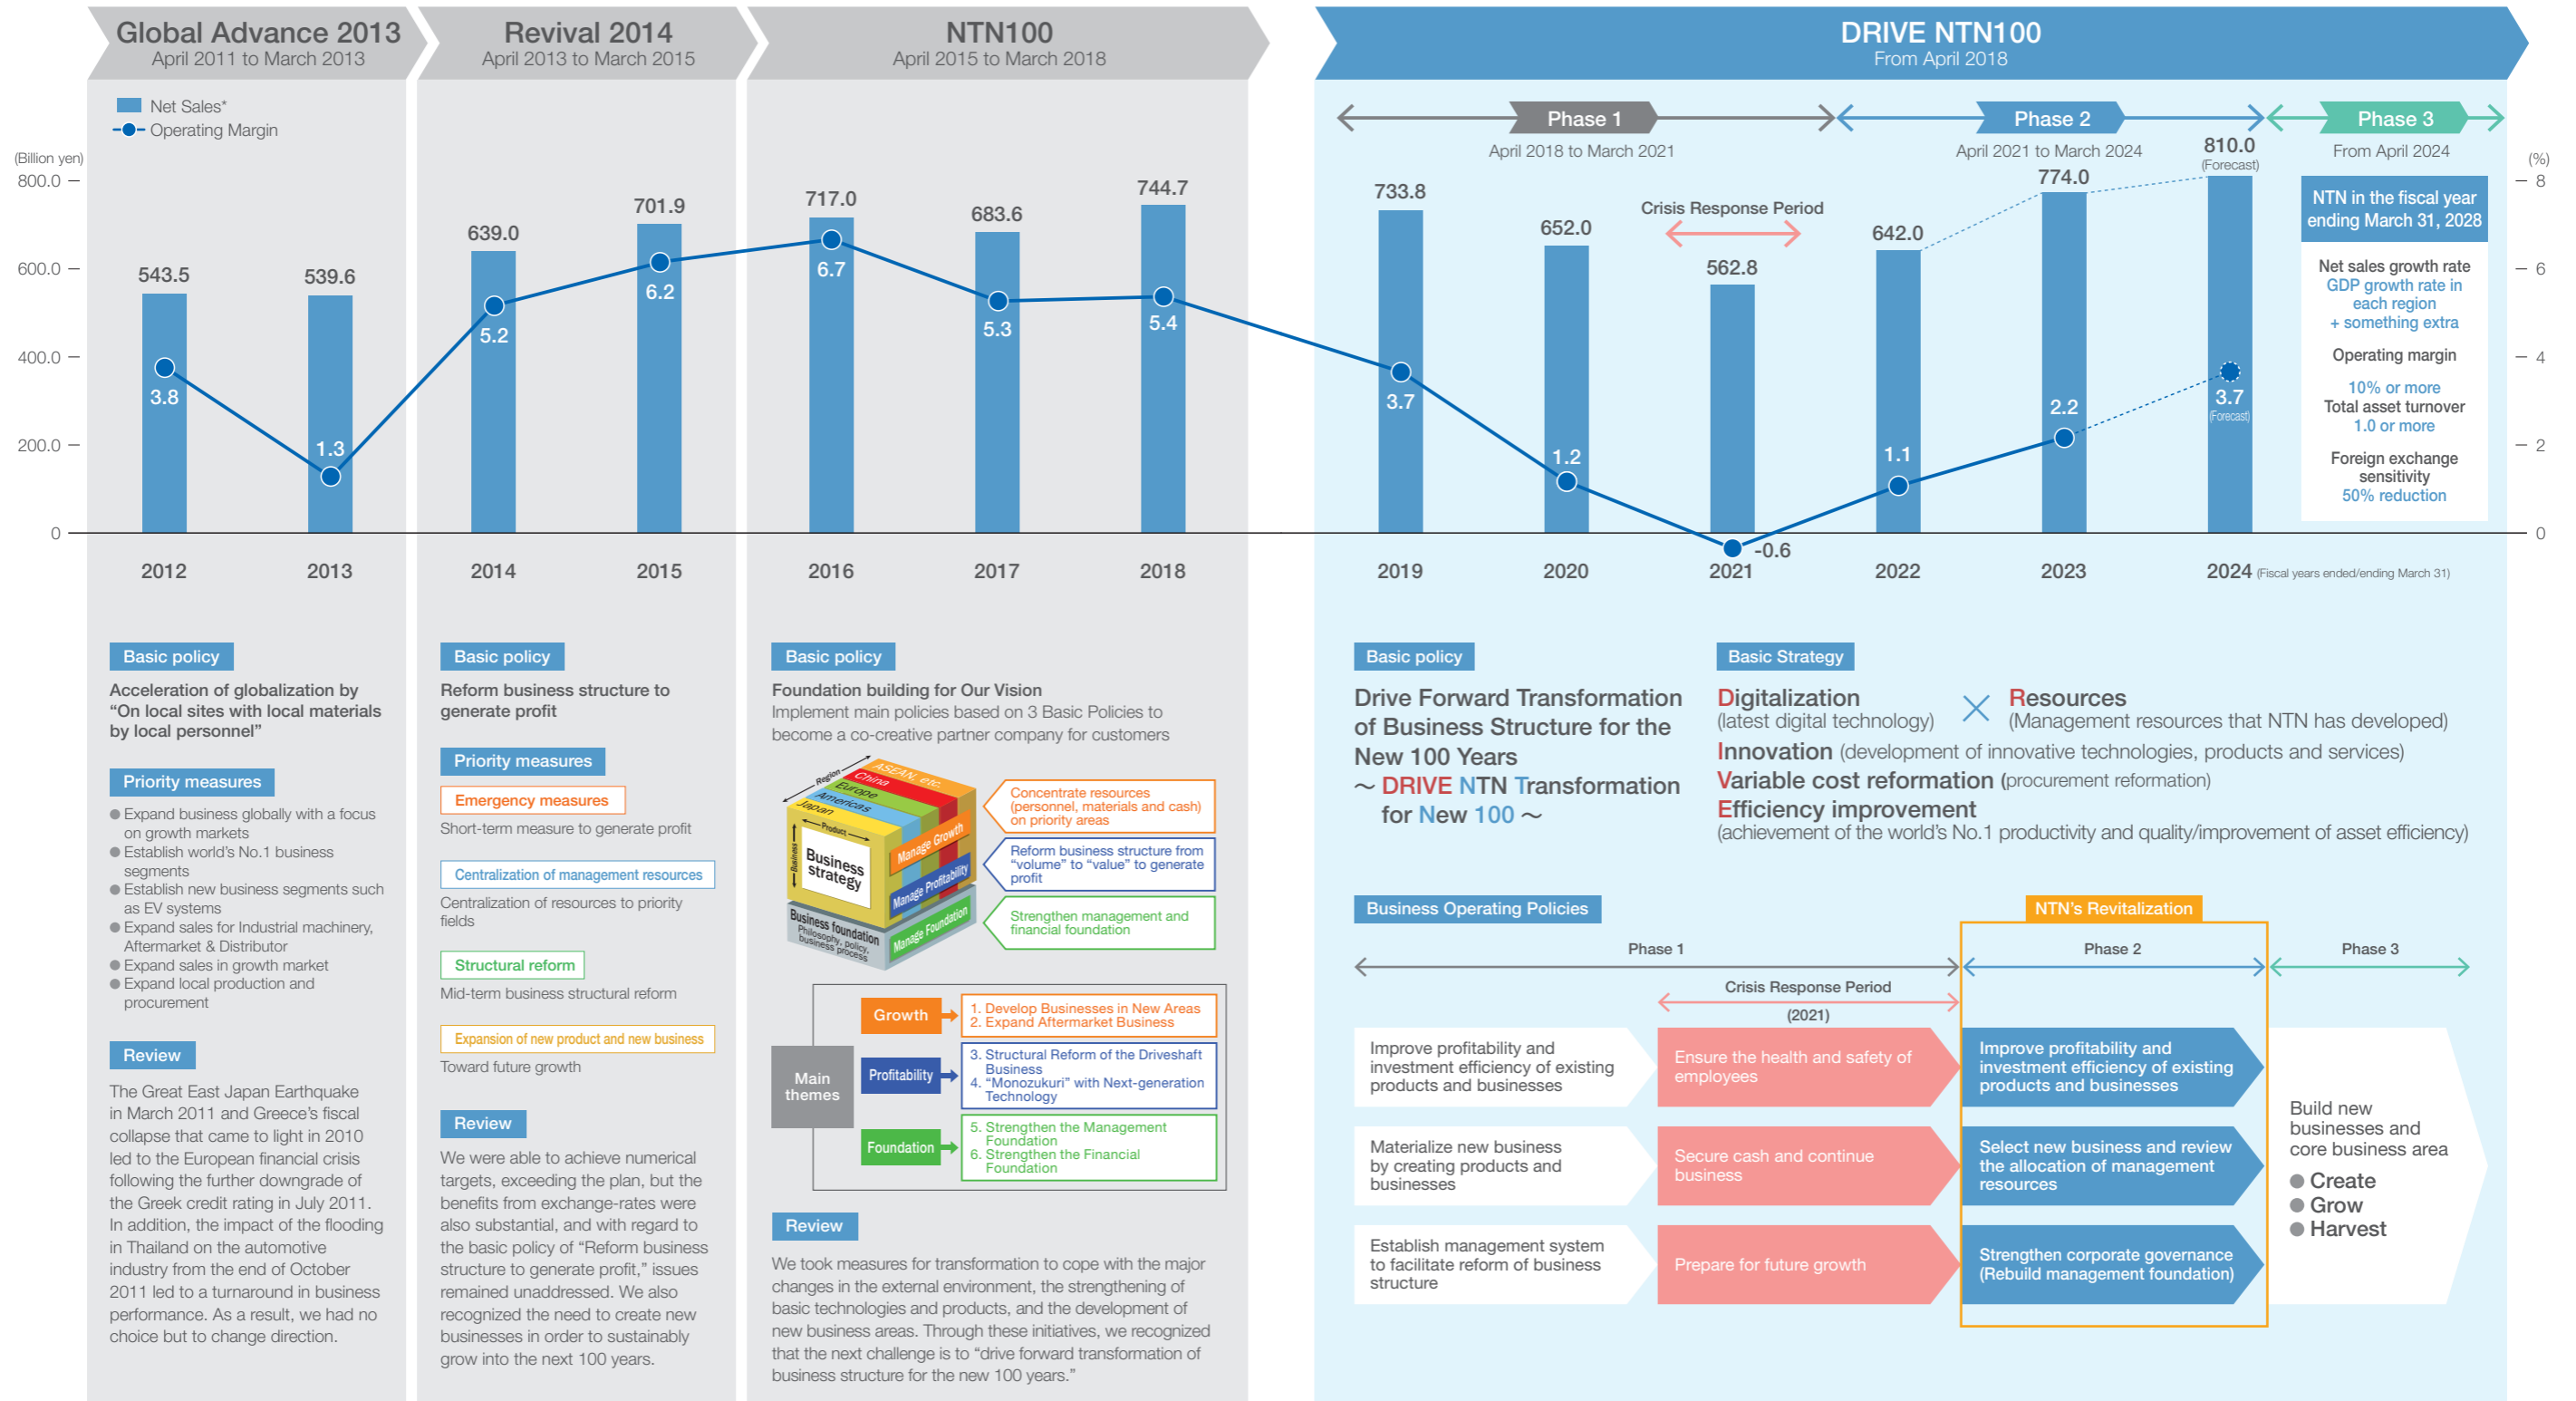 Global Advance 2013
April 2011 to March 2013
Revival 2014
April 2013 to March 2015
NTN100
April 2015 to March 2018
DRIVE NTN100
From April 2018
Net Sales*
Operating Margin
Phase 1
April 2018 to March 2021
Phase 2
April 2021 to March 2024
Phase 3
From April 2024
(Billion yen)
800.0
600.0
400.0
200.0
0
(%)
8
6
4
2
0
543.5
539.6
639.0
701.9
717.0
683.6
744.7
733.8
652.0
562.8
642.0
774.0
810.0
(Forecast)
Crisis Response Period
3.8
1.3
5.2
6.2
6.7
5.3
5.4
3.7
1.2
-0.6
1.1
2.2
3.7
(Forecast)
NTN in the fiscal year
ending March 31, 2028
Net sales growth rate
GDP growth rate in
each region
+ something extra
Operating margin
10% or more
Total asset turnover
1.0 or more
Foreign exchange
sensitivity
50% reduction
2012
2013
2014
2015
2016
2017
2018
2019
2020
2021
2022
2023
2024 (Fiscal years ended/ending March 31)
Basic policy
Acceleration of globalization by
“On local sites with local materials
by local personnel”
Priority measures
● Expand business globally with a focus
on growth markets
● Establish world’s No.1 business
segments
● Establish new business segments such
as EV systems
● Expand sales for Industrial machinery,
Aftermarket & Distributor
● Expand sales in growth market
● Expand local production and
procurement
Review
The Great East Japan Earthquake
in March 2011 and Greece’s fiscal
collapse that came to light in 2010
led to the European financial crisis
following the further downgrade of
the Greek credit rating in July 2011.
In addition, the impact of the flooding
in Thailand on the automotive
industry from the end of October
2011 led to a turnaround in business
performance. As a result, we had no
choice but to change direction.
Basic policy
Reform business structure to
generate profit
Priority measures
Emergency measures
Short-term measure to generate profit
Centralization of management resources
Centralization of resources to priority
fields
Structural reform
Mid-term business structural reform
Expansion of new product and new business
Toward future growth
Review
We were able to achieve numerical
targets, exceeding the plan, but the
benefits from exchange-rates were
also substantial, and with regard to
the basic policy of “Reform business
structure to generate profit,” issues
remained unaddressed. We also
recognized the need to create new
businesses in order to sustainably
grow into the next 100 years.
Basic policy
Foundation building for Our Vision
Implement main policies based on 3 Basic Policies to
become a co-creative partner company for customers
Region
ASEAN, etc.
China
Europe
Americas
Japan
Product
Business
Business
strategy
Manage Growth
Manage Profitability
Manage Foundation
Business foundation
Philosophy, policy,
business process
Concentrate resources
(personnel, materials and cash)
on priority areas
Reform business structure from
“volume” to “value” to generate
profit
Strengthen management and
financial foundation
Main
themes
Growth
1. Develop Businesses in New Areas
2. Expand Aftermarket Business
Profitability
3. Structural Reform of the Driveshaft
Business
4. “Monozukuri” with Next-generation
Technology
Foundation
5. Strengthen the Management
Foundation
6. Strengthen the Financial
Foundation
Review
We took measures for transformation to cope with the major
changes in the external environment, the strengthening of
basic technologies and products, and the development of
new business areas. Through these initiatives, we recognized
that the next challenge is to “drive forward transformation of
business structure for the new 100 years.”
Basic policy
Drive Forward Transformation
of Business Structure for the
New 100 Years
～ DRIVE NTN Transformation
for New 100 ～
Basic Strategy
Digitalization
(latest digital technology)
×
Resources
(Management resources that NTN has developed)
Innovation (development of innovative technologies, products and services)
Variable cost reformation (procurement reformation)
Efficiency improvement
(achievement of the world’s No.1 productivity and quality/improvement of asset efficiency)
Business Operating Policies
NTN’s Revitalization
Phase 1
Phase 2
Phase 3
Crisis Response Period
(2021)
Improve profitability and
investment efficiency of existing
products and businesses
Ensure the health and safety of
employees
Improve profitability and
investment efficiency of existing
products and businesses
Materialize new business
by creating products and
businesses
Secure cash and continue
business
Select new business and review
the allocation of management
resources
Establish management system
to facilitate reform of business
structure
Prepare for future growth
Strengthen corporate governance
(Rebuild management foundation)
Build new
businesses and
core business area
● Create
● Grow
● Harvest